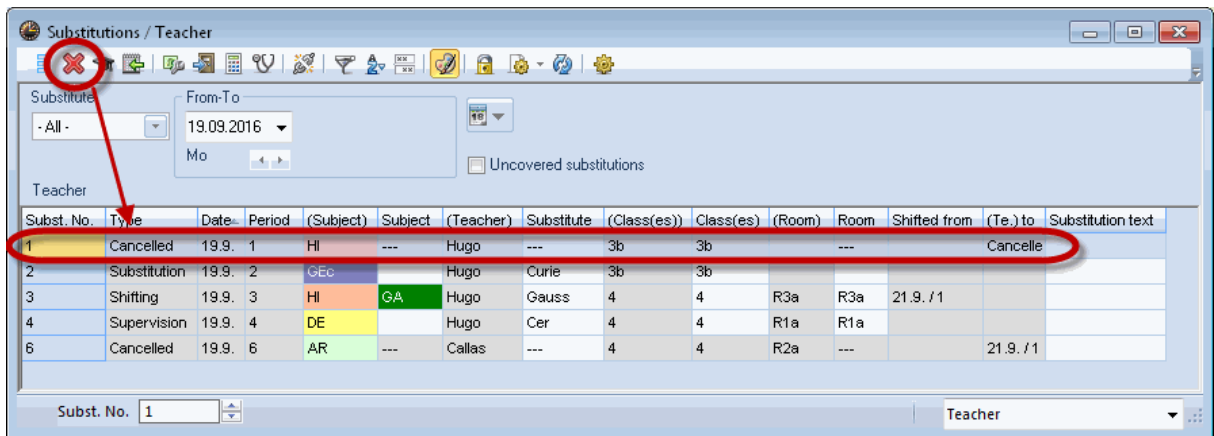 Substitutions / Teacher
Substitute
From-To
- All -
19.09.2016
Mo
Uncovered substitutions
Teacher
Subst. No. Type Date Period (Subject) Subject (Teacher) Substitute (Class(es)) Class(es) (Room) Room Shifted from (Te.) to Substitution text
1 Cancelled 19.9. 1 HI --- Hugo --- 3b 3b --- Cancelle
2 Substitution 19.9. 2 GEc Hugo Curie 3b 3b
3 Shifting 19.9. 3 HI GA Hugo Gauss 4 4 R3a R3a 21.9. / 1
4 Supervision 19.9. 4 DE Hugo Cer 4 4 R1a R1a
6 Cancelled 19.9. 6 AR --- Callas --- 4 4 R2a --- 21.9. / 1
Subst. No. 1
Teacher